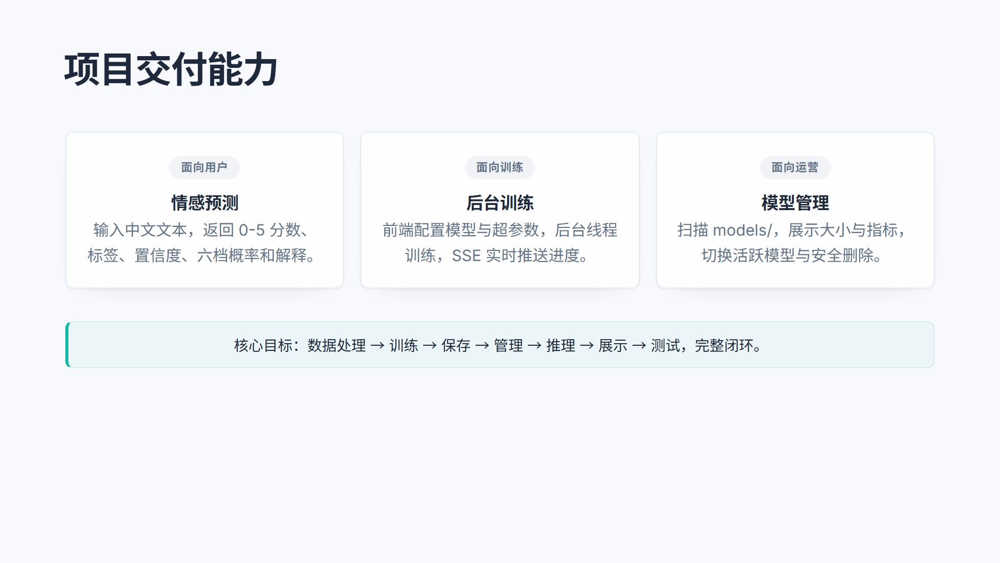 项目交付能力
面向用户
情感预测
输入中文文本，返回 0-5 分数、
标签、置信度、六档概率和解释。
面向训练
后台训练
前端配置模型与超参数，后台线程
训练，SSE 实时推送进度。
面向运营
模型管理
扫描 models/，展示大小与指标，
切换活跃模型与安全删除。
核心目标：数据处理 → 训练 → 保存 → 管理 → 推理 → 展示 → 测试，完整闭环。